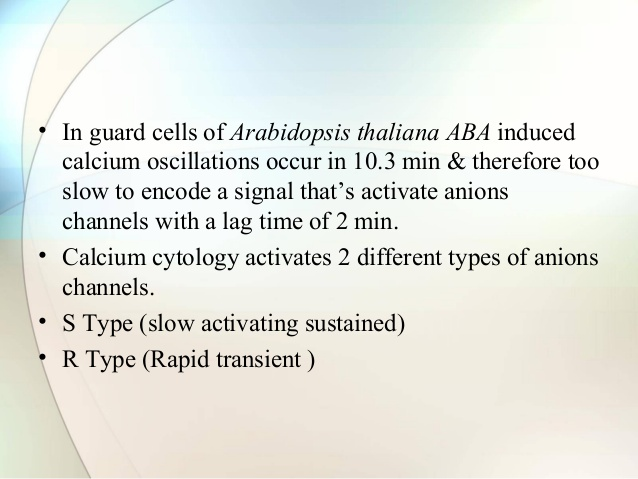 • In guard cells of Arabidopsis thaliana ABA induced
calcium oscillations occur in 10.3 min & therefore too
slow to encode a signal that’s activate anions
channels with a lag time of 2 min.
• Calcium cytology activates 2 different types of anions
channels.
• S Type (slow activating sustained)
• R Type (Rapid transient )